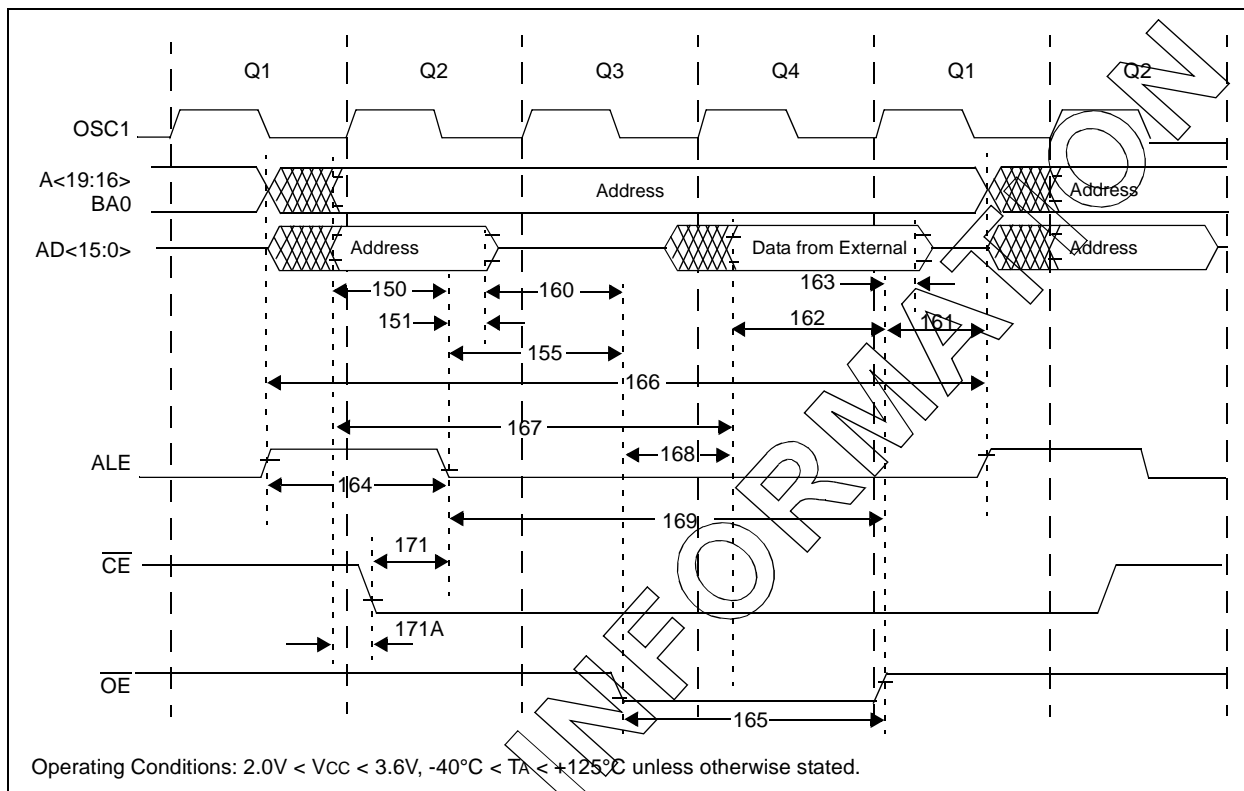 Q1 Q2 Q3 Q4 Q1 Q2
OSC1
A<19:16>
BA0
Address
Address
AD<15:0>
Address
Data from External
Address
150
160
163
151
162
161
155
166
167
ALE
168
164
169
CE
171
171A
OE
165
INFORMATION
Operating Conditions: 2.0V < VCC < 3.6V, -40°C < TA < +125°C unless otherwise stated.